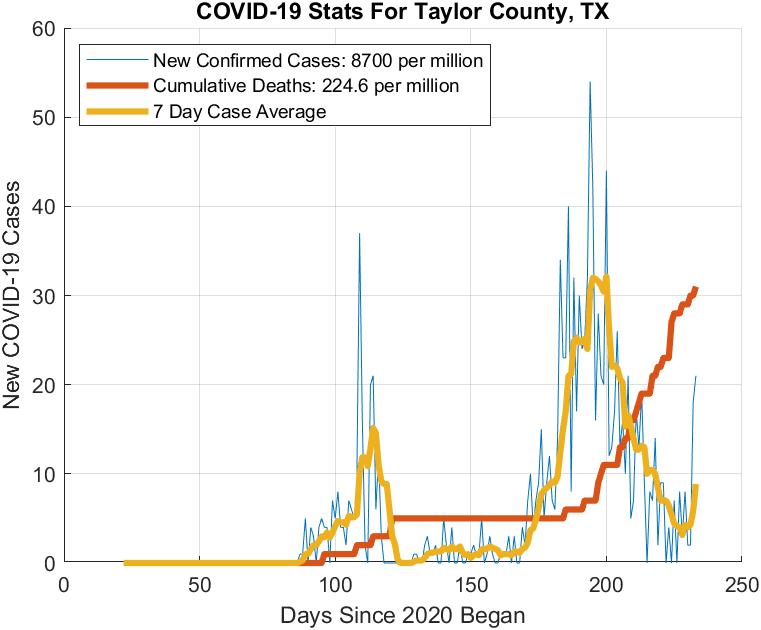 COVID-19 Stats For Taylor County, TX
60
New Confirmed Cases: 8700 per million
Cumulative Deaths: 224.6 per million
7 Day Case Average
50
40
30
20
10
0
New COVID-19 Cases
0 50 100 150 200 250
Days Since 2020 Began